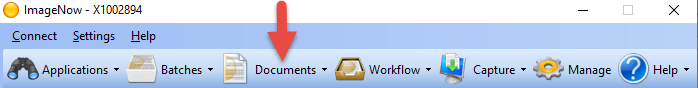 ImageNow - X1002894
Connect Settings Help
Applications Batches Documents Workflow Capture Manage Help